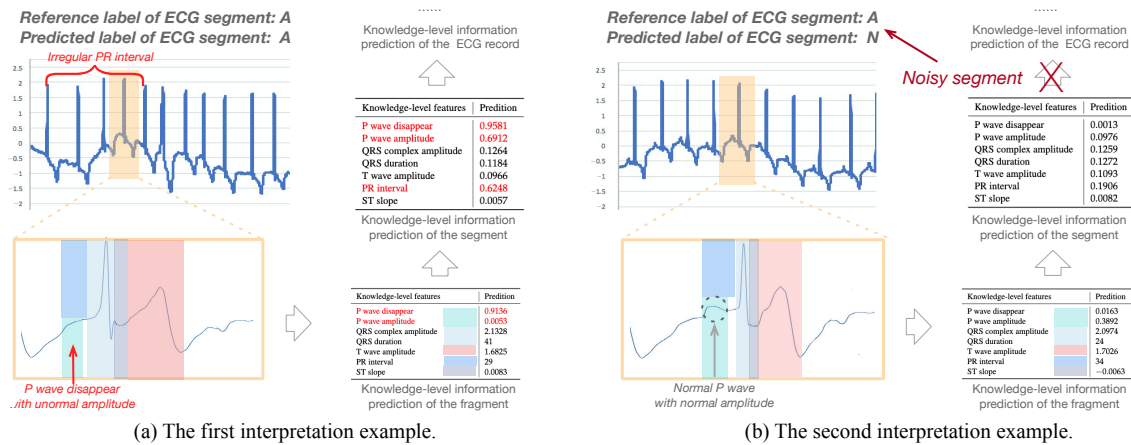 Reference label of ECG segment: A
Predicted label of ECG segment: A
Irregular PR interval
2.5
2
1.5
1
0.5
0
−0.5
−1
−1.5
−2
P wave disappear
with unormal amplitude
......
Knowledge-level information
prediction of the ECG record
Knowledge-level features Predition
P wave disappear 0.9581
P wave amplitude 0.6912
QRS complex amplitude 0.1264
QRS duration 0.1184
T wave amplitude 0.0966
PR interval 0.6248
ST slope 0.0057
Knowledge-level information
prediction of the segment
Knowledge-level features Predition
P wave disappear 0.9136
P wave amplitude 0.0053
QRS complex amplitude 2.1328
QRS duration 41
T wave amplitude 1.6825
PR interval 29
ST slope 0.0083
Knowledge-level information
prediction of the fragment
(a) The first interpretation example.
Reference label of ECG segment: A
Predicted label of ECG segment: N
Noisy segment
2.5
2
1.5
1
0.5
0
−0.5
−1
−1.5
−2
Normal P wave
with normal amplitude
......
Knowledge-level information
prediction of the ECG record
Knowledge-level features Predition
P wave disappear 0.0013
P wave amplitude 0.0976
QRS complex amplitude 0.1259
QRS duration 0.1272
T wave amplitude 0.1093
PR interval 0.1906
ST slope 0.0082
Knowledge-level information
prediction of the segment
Knowledge-level features Predition
P wave disappear 0.0163
P wave amplitude 0.3892
QRS complex amplitude 2.0974
QRS duration 24
T wave amplitude 1.7026
PR interval 34
ST slope −0.0063
Knowledge-level information
prediction of the fragment
(b) The second interpretation example.